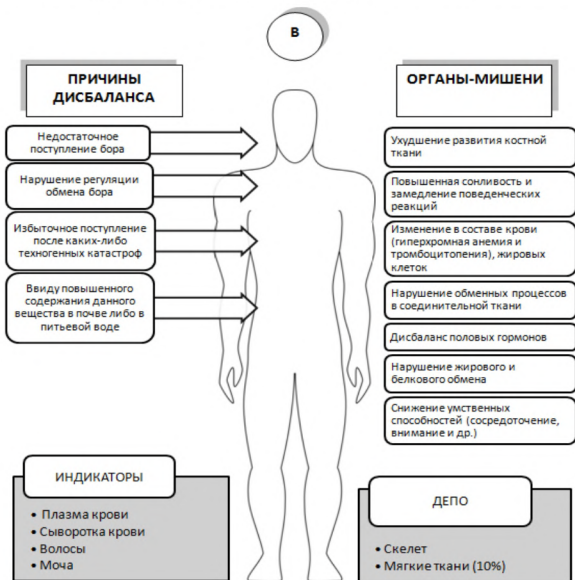 В
ПРИЧИНЫ
ДИСБАЛАНСА
Недостаточное
поступление бора
Нарушение регуляции
обмена бора
Избыточное поступление
после каких-либо
техногенных катастроф
Ввиду повышенного
содержания данного
вещества в почве либо в
питьевой воде
ОРГАНЫ-МИШЕНИ
Ухудшение развития костной
ткани
Повышенная сонливость и
замедление поведенческих
реакций
Изменение в составе крови
(гиперхромная анемия и
тромбоцитопения), жировых
клеток
Нарушение обменных процессов
в соединительной ткани
Дисбаланс половых гормонов
Нарушение жирового и
белкового обмена
Снижение умственных
способностей (сосредоточение,
внимание и др.)
ИНДИКАТОРЫ
• Плазма крови
• Сыворотка крови
• Волосы
• Моча
ДЕПО
• Скелет
• Мягкие ткани (10%)